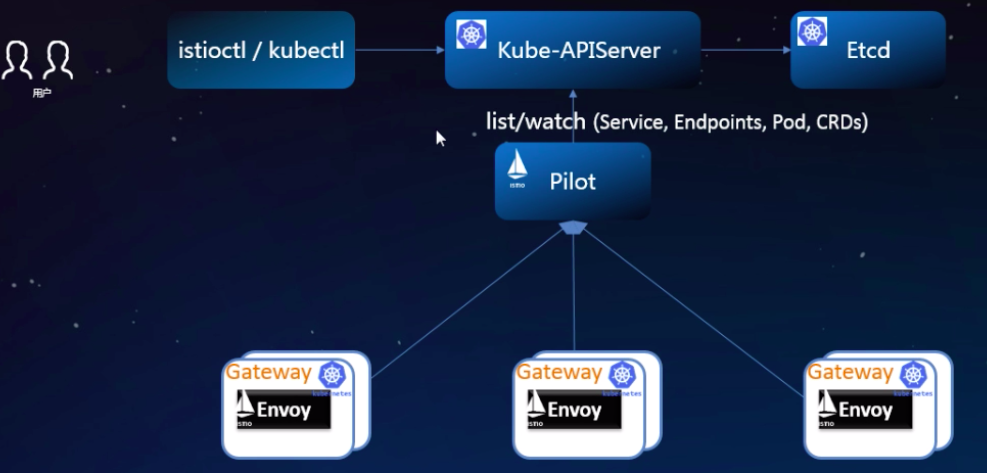 istioctl / kubectl
Kube-APIServer
Etcd
用户
list/watch (Service, Endpoints, Pod, CRDs)
Pilot
ISTIO
Gateway
kubernetes
Envoy
ISTIO
Gateway
kubernetes
Envoy
ISTIO
Gateway
kubernetes
Envoy
ISTIO